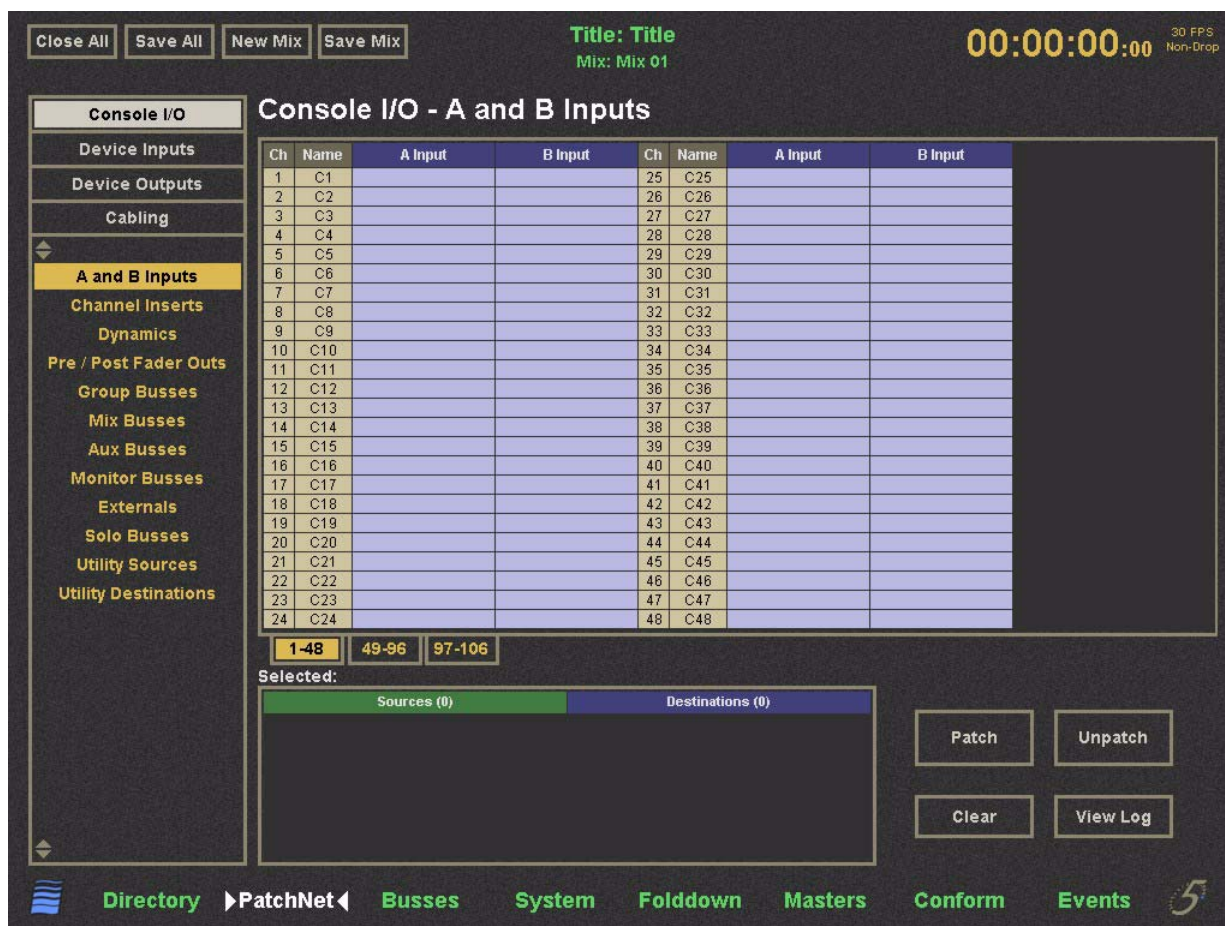 Close All Save All New Mix Save Mix Title: Title 00:00:00:00 30 FPS
Mix: Mix 01 Non-Drop
Console I/O Console I/O - A and B Inputs
Device Inputs
Device Outputs
Cabling
A and B Inputs
Channel Inserts
Dynamics
Pre / Post Fader Outs
Group Busses
Mix Busses
Aux Busses
Monitor Busses
Externals
Solo Busses
Utility Sources
Utility Destinations
Ch Name A Input B Input Ch Name A Input B Input
1 C1 25 C25
2 C2 26 C26
3 C3 27 C27
4 C4 28 C28
5 C5 29 C29
6 C6 30 C30
7 C7 31 C31
8 C8 32 C32
9 C9 33 C33
10 C10 34 C34
11 C11 35 C35
12 C12 36 C36
13 C13 37 C37
14 C14 38 C38
15 C15 39 C39
16 C16 40 C40
17 C17 41 C41
18 C18 42 C42
19 C19 43 C43
20 C20 44 C44
21 C21 45 C45
22 C22 46 C46
23 C23 47 C47
24 C24 48 C48
1-48 49-96 97-106
Selected:
Sources (0) Destinations (0)
Patch Unpatch
Clear View Log
Directory PatchNet Busses System Folddown Masters Conform Events 5